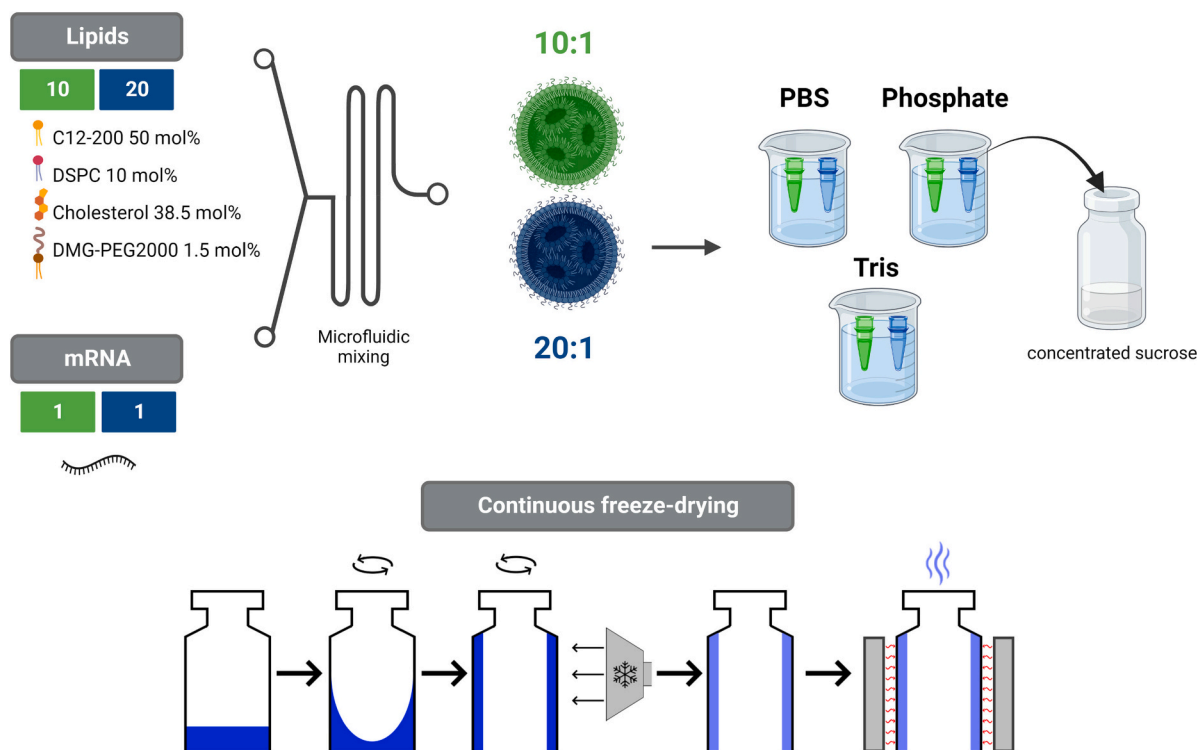 Lipids
10 20
C12-200 50 mol%
DSPC 10 mol%
Cholesterol 38.5 mol%
DMG-PEG2000 1.5 mol%
mRNA
1 1
Microfluidic
mixing
10:1
20:1
PBS Phosphate
Tris
concentrated sucrose
Continuous freeze-drying